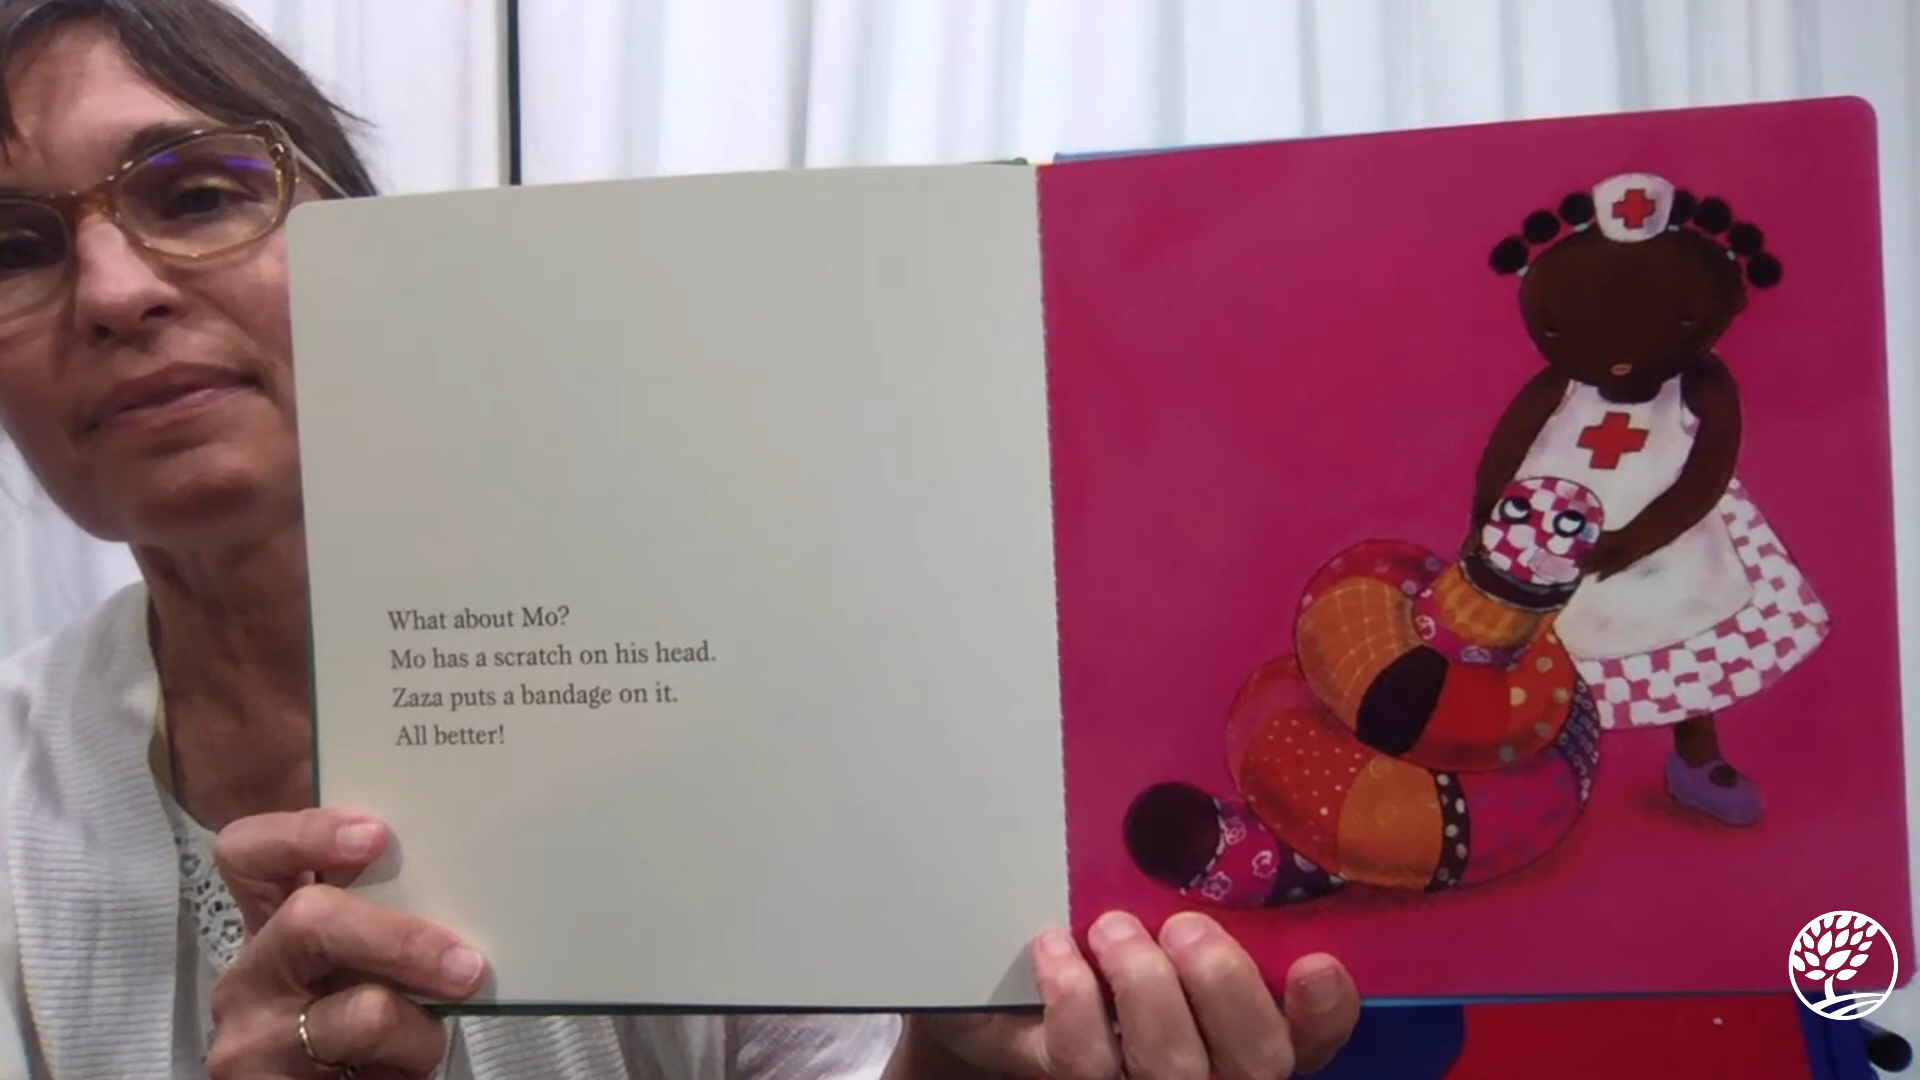 What about Mo?
Mo has a scratch on his head.
Zaza puts a bandage on it.
All better!